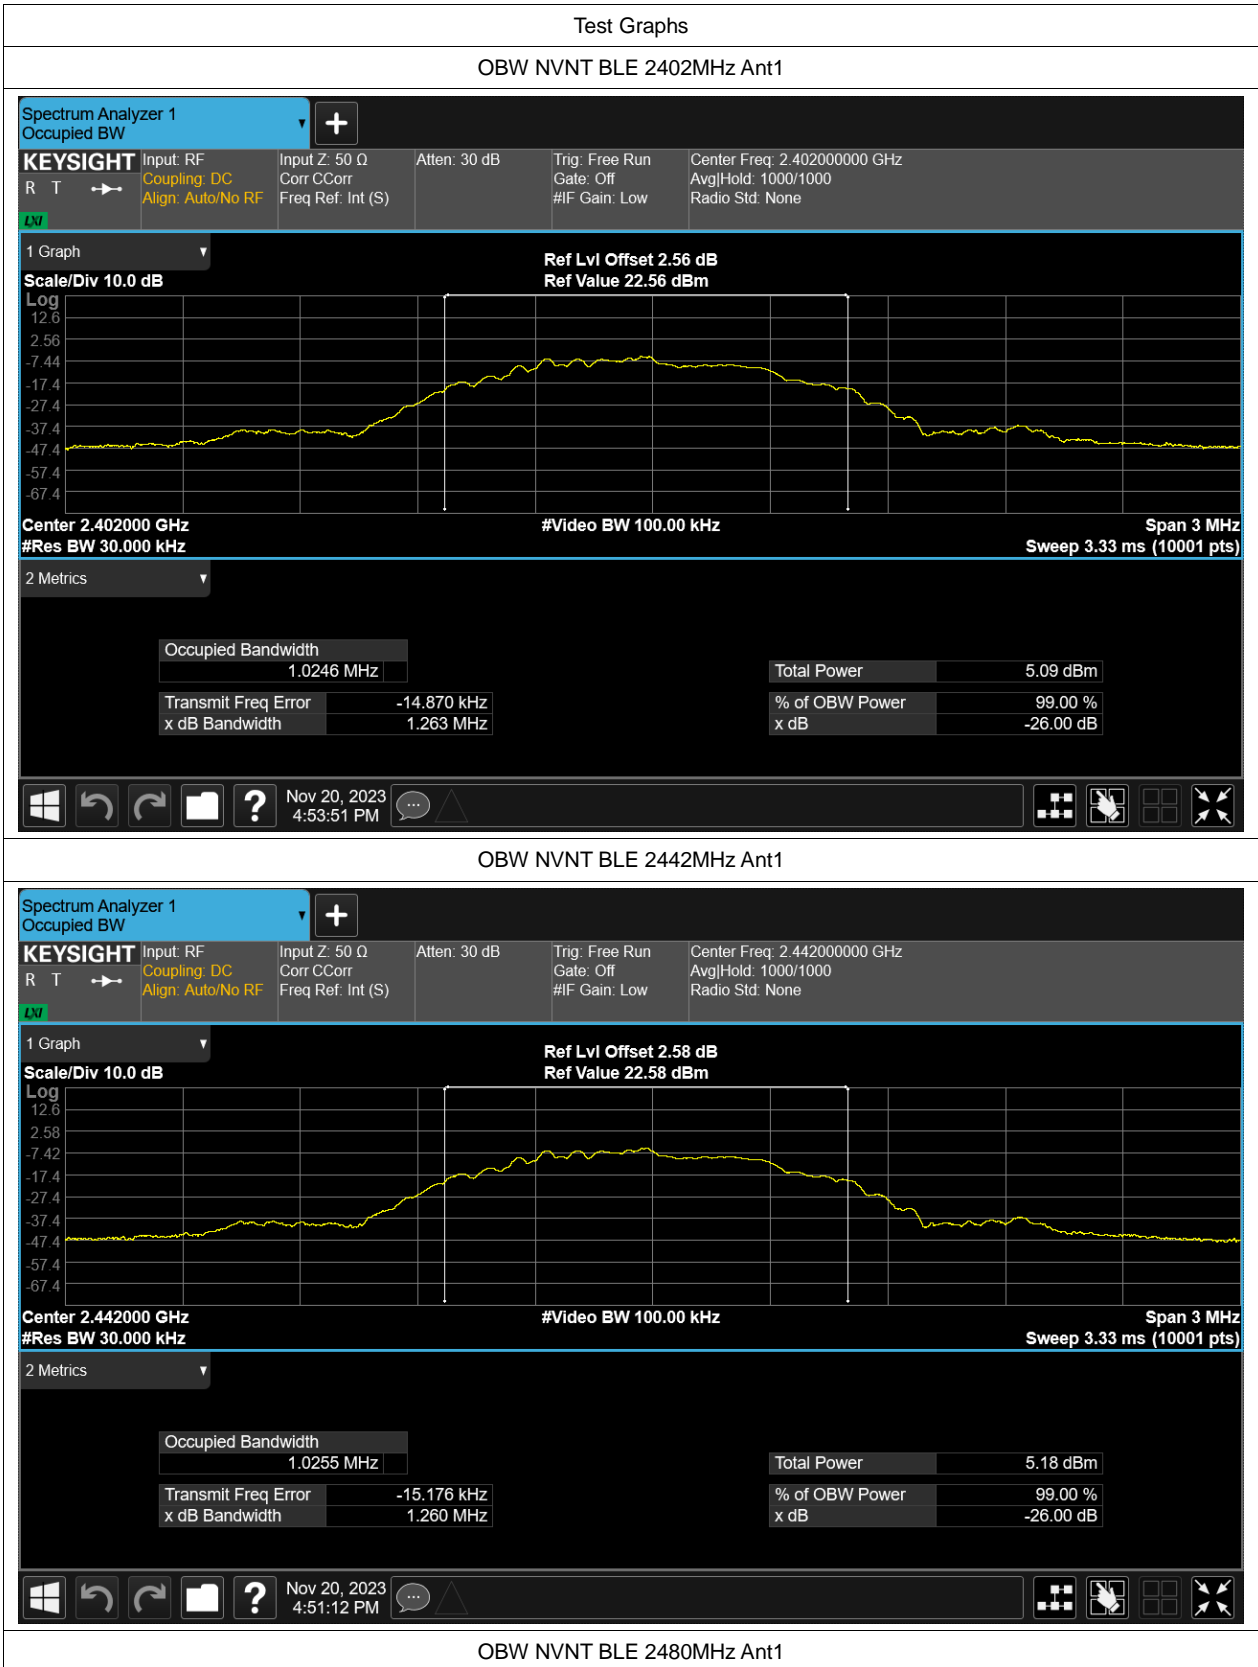 Test Graphs
OBW NVNT BLE 2402MHz Ant1
Spectrum Analyzer 1
Occupied BW
KEYSIGHT
R T
LXI
Input: RF
Coupling: DC
Align: Auto/No RF
Input Z: 50 Ω
Corr CCorr
Freq Ref: Int (S)
Atten: 30 dB
Trig: Free Run
Gate: Off
#IF Gain: Low
Center Freq: 2.402000000 GHz
Avg|Hold: 1000/1000
Radio Std: None
1 Graph
Scale/Div 10.0 dB
Ref Lvl Offset 2.56 dB
Ref Value 22.56 dBm
Log
12.6
2.56
-7.44
-17.4
-27.4
-37.4
-47.4
-57.4
-67.4
Center 2.402000 GHz
#Video BW 100.00 kHz
Span 3 MHz
#Res BW 30.000 kHz
Sweep 3.33 ms (10001 pts)
2 Metrics
Occupied Bandwidth
1.0246 MHz
Total Power 5.09 dBm
Transmit Freq Error -14.870 kHz
% of OBW Power 99.00 %
x dB Bandwidth 1.263 MHz
x dB -26.00 dB
?
Nov 20, 2023
4:53:51 PM
OBW NVNT BLE 2442MHz Ant1
Spectrum Analyzer 1
Occupied BW
KEYSIGHT
R T
LXI
Input: RF
Coupling: DC
Align: Auto/No RF
Input Z: 50 Ω
Corr CCorr
Freq Ref: Int (S)
Atten: 30 dB
Trig: Free Run
Gate: Off
#IF Gain: Low
Center Freq: 2.442000000 GHz
Avg|Hold: 1000/1000
Radio Std: None
1 Graph
Scale/Div 10.0 dB
Ref Lvl Offset 2.58 dB
Ref Value 22.58 dBm
Log
12.6
2.58
-7.42
-17.4
-27.4
-37.4
-47.4
-57.4
-67.4
Center 2.442000 GHz
#Video BW 100.00 kHz
Span 3 MHz
#Res BW 30.000 kHz
Sweep 3.33 ms (10001 pts)
2 Metrics
Occupied Bandwidth
1.0255 MHz
Total Power 5.18 dBm
Transmit Freq Error -15.176 kHz
% of OBW Power 99.00 %
x dB Bandwidth 1.260 MHz
x dB -26.00 dB
?
Nov 20, 2023
4:51:12 PM
OBW NVNT BLE 2480MHz Ant1